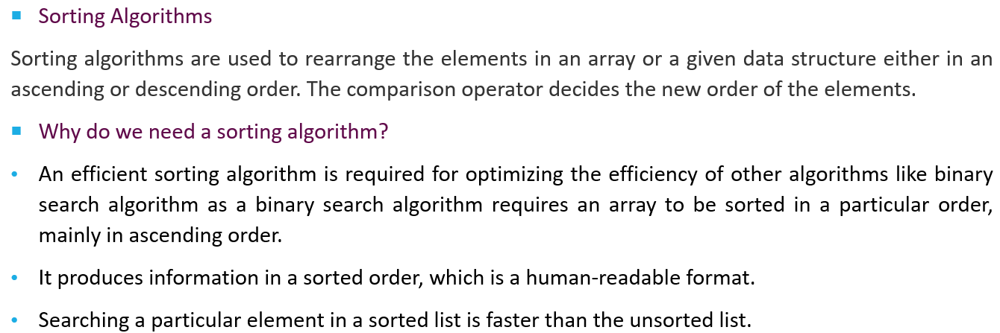 Sorting Algorithms
Sorting algorithms are used to rearrange the elements in an array or a given data structure either in an
ascending or descending order. The comparison operator decides the new order of the elements.
Why do we need a sorting algorithm?
An efficient sorting algorithm is required for optimizing the efficiency of other algorithms like binary
search algorithm as a binary search algorithm requires an array to be sorted in a particular order,
mainly in ascending order.
It produces information in a sorted order, which is a human-readable format.
Searching a particular element in a sorted list is faster than the unsorted list.